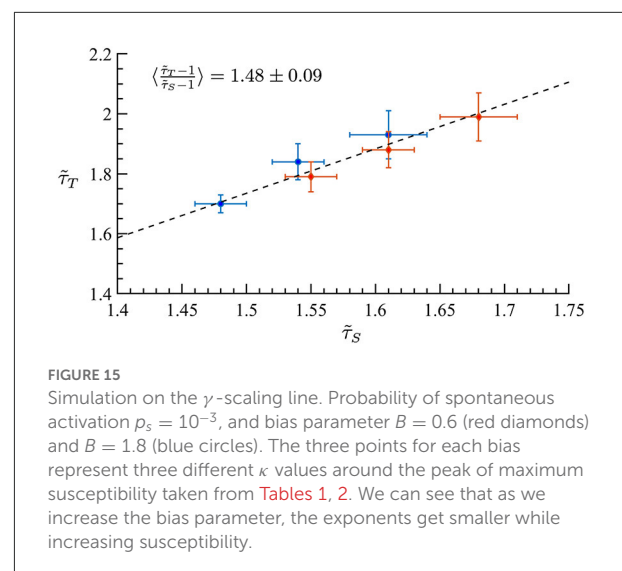 2.2
⟨(τ̃_T−1)/(τ̃_S−1)⟩ = 1.48 ± 0.09
2
τ̃_T
1.8
1.6
1.4
1.4 1.45 1.5 1.55 1.6 1.65 1.7 1.75
τ̃_S
FIGURE 15
Simulation on the γ-scaling line. Probability of spontaneous
activation p_s = 10⁻³, and bias parameter B = 0.6 (red diamonds)
and B = 1.8 (blue circles). The three points for each bias
represent three different κ values around the peak of maximum
susceptibility taken from Tables 1, 2. We can see that as we
increase the bias parameter, the exponents get smaller while
increasing susceptibility.